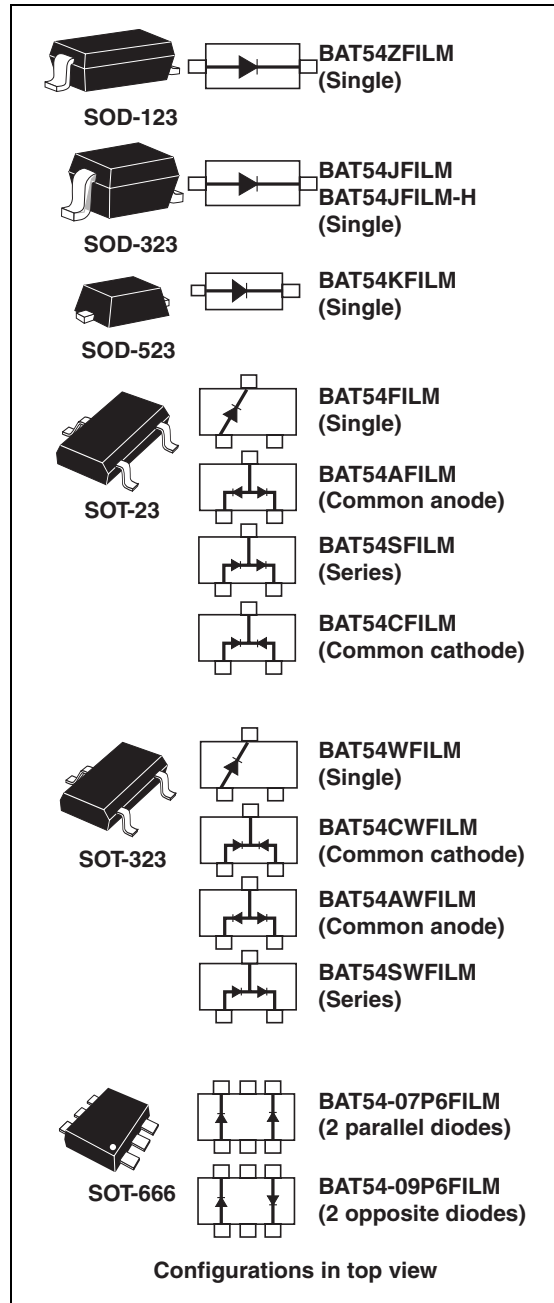 BAT54ZFILM
(Single)
SOD-123
BAT54JFILM
BAT54JFILM-H
(Single)
SOD-323
BAT54KFILM
(Single)
SOD-523
BAT54FILM
(Single)
BAT54AFILM
(Common anode)
SOT-23
BAT54SFILM
(Series)
BAT54CFILM
(Common cathode)
BAT54WFILM
(Single)
BAT54CWFILM
(Common cathode)
SOT-323
BAT54AWFILM
(Common anode)
BAT54SWFILM
(Series)
BAT54-07P6FILM
(2 parallel diodes)
SOT-666
BAT54-09P6FILM
(2 opposite diodes)
Configurations in top view